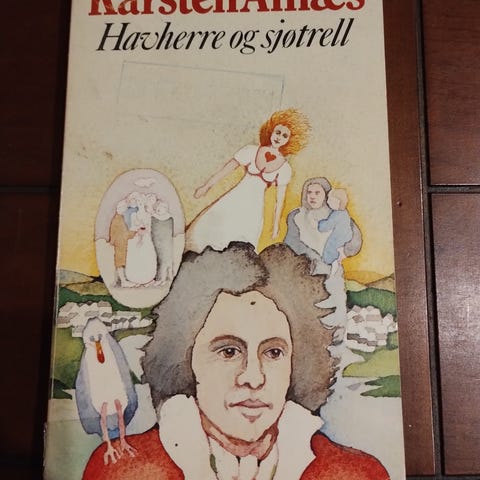 Karsten Alnæs
Havherre og sjøtrell